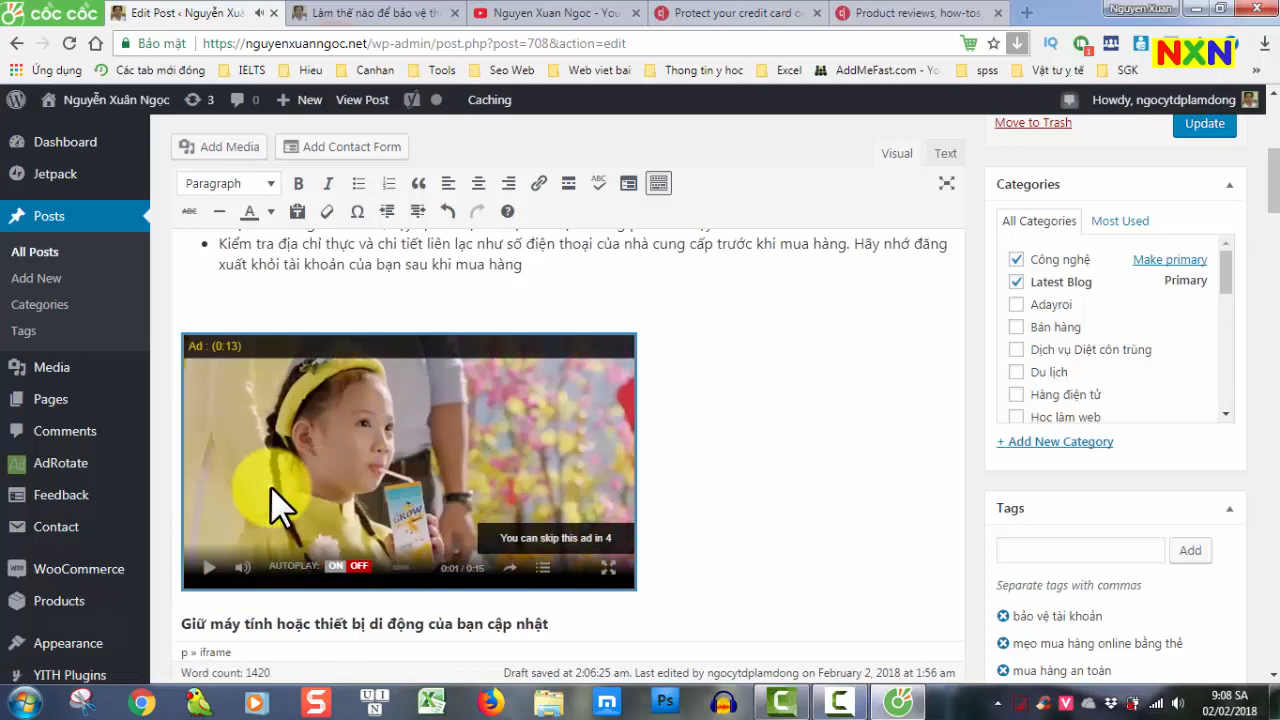 cốc cốc
Edit Post ‹ Nguyễn Xuâ
Làm thế nào để bảo vệ th
Nguyen Xuan Ngoc - You
Protect your credit card o
Product reviews, how-tos
Nguyen Xuan
Bảo mật
https://nguyenxuanngoc.net/wp-admin/post.php?post=708&action=edit
NXN
Ứng dụng
Các tab mới đóng
IELTS
Hieu
Canhan
Tools
Seo Web
Web viet bai
Thong tin y hoc
Excel
AddMeFast.com - Yo
spss
Vật tư y tế
SGK
Nguyễn Xuân Ngọc
3
0
New
View Post
Caching
Howdy, ngocytdplamdong
Dashboard
Jetpack
Posts
All Posts
Add New
Categories
Tags
Media
Pages
Comments
AdRotate
Feedback
Contact
WooCommerce
Products
Appearance
YITH Plugins
Add Media
Add Contact Form
Visual
Text
Paragraph
Kiểm tra địa chỉ thực và chi tiết liên lạc như số điện thoại của nhà cung cấp trước khi mua hàng. Hãy nhớ đăng
xuất khỏi tài khoản của bạn sau khi mua hàng
Ad : (0:13)
GROW
You can skip this ad in 4
AUTOPLAY: ON OFF
0:01 / 0:15
Giữ máy tính hoặc thiết bị di động của bạn cập nhật
p » iframe
Word count: 1420
Draft saved at 2:06:25 am. Last edited by ngocytdplamdong on February 2, 2018 at 1:56 am
Move to Trash
Update
Categories
All Categories
Most Used
Công nghệ
Make primary
Latest Blog
Primary
Adayroi
Bán hàng
Dịch vụ Diệt côn trùng
Du lịch
Hàng điện tử
Học làm web
+ Add New Category
Tags
Add
Separate tags with commas
bảo vệ tài khoản
mẹo mua hàng online bằng thẻ
mua hàng an toàn
9:08 SA
02/02/2018